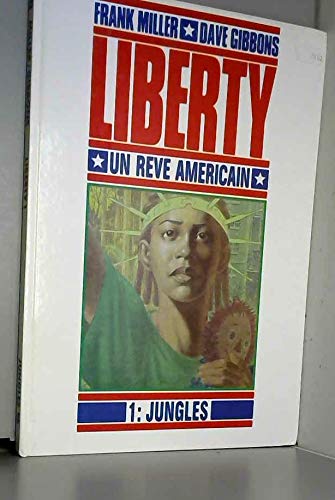 FRANK MILLER ★ DAVE GIBBONS
LIBERTY
★ UN REVE AMERICAIN ★
1: JUNGLES